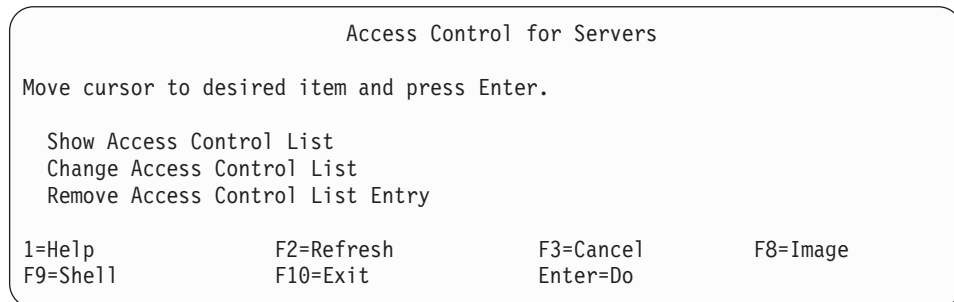 Access Control for Servers
Move cursor to desired item and press Enter.
Show Access Control List
Change Access Control List
Remove Access Control List Entry
1=Help F2=Refresh F3=Cancel F8=Image
F9=Shell F10=Exit Enter=Do